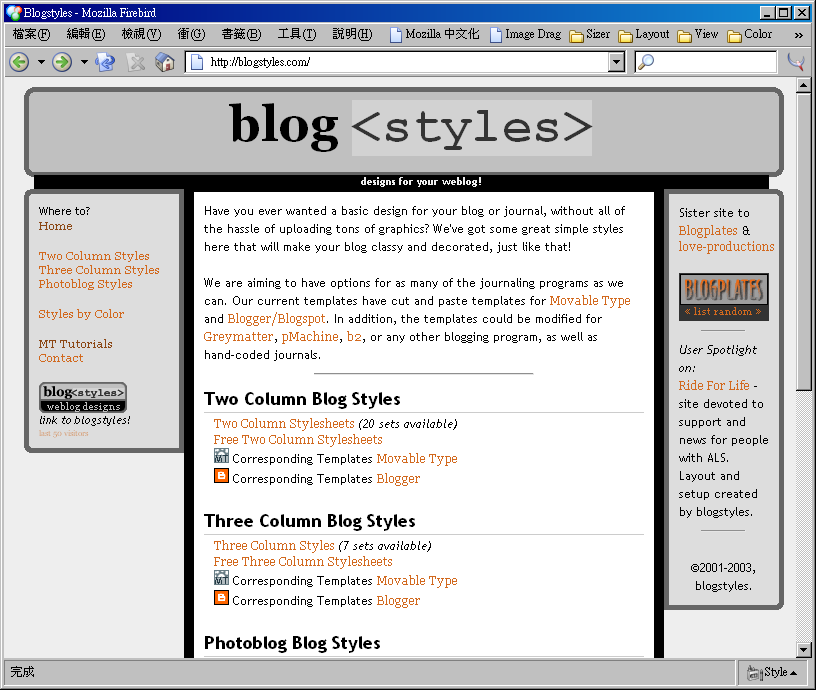 Blogstyles - Mozilla Firebird
檔案(F) 編輯(E) 檢視(V) 衝(G) 書籤(B) 工具(T) 說明(H) Mozilla 中文化 Image Drag Sizer Layout View Color »
http://blogstyles.com/
blog <styles>
designs for your weblog!
Where to?
Home
Two Column Styles
Three Column Styles
Photoblog Styles
Styles by Color
MT Tutorials
Contact
blog<styles>
weblog designs
link to blogstyles!
last 50 visitors
Have you ever wanted a basic design for your blog or journal, without all of
the hassle of uploading tons of graphics? We've got some great simple styles
here that will make your blog classy and decorated, just like that!
We are aiming to have options for as many of the journaling programs as we
can. Our current templates have cut and paste templates for Movable Type
and Blogger/Blogspot. In addition, the templates could be modified for
Greymatter, pMachine, b2, or any other blogging program, as well as
hand-coded journals.
Two Column Blog Styles
Two Column Stylesheets (20 sets available)
Free Two Column Stylesheets
MT Corresponding Templates Movable Type
B Corresponding Templates Blogger
Three Column Blog Styles
Three Column Styles (7 sets available)
Free Three Column Stylesheets
MT Corresponding Templates Movable Type
B Corresponding Templates Blogger
Photoblog Blog Styles
Sister site to
Blogplates &
love-productions
BLOGPLATES
« list random »
User Spotlight
on:
Ride For Life -
site devoted to
support and
news for people
with ALS.
Layout and
setup created
by blogstyles.
©2001-2003,
blogstyles.
完成
Style